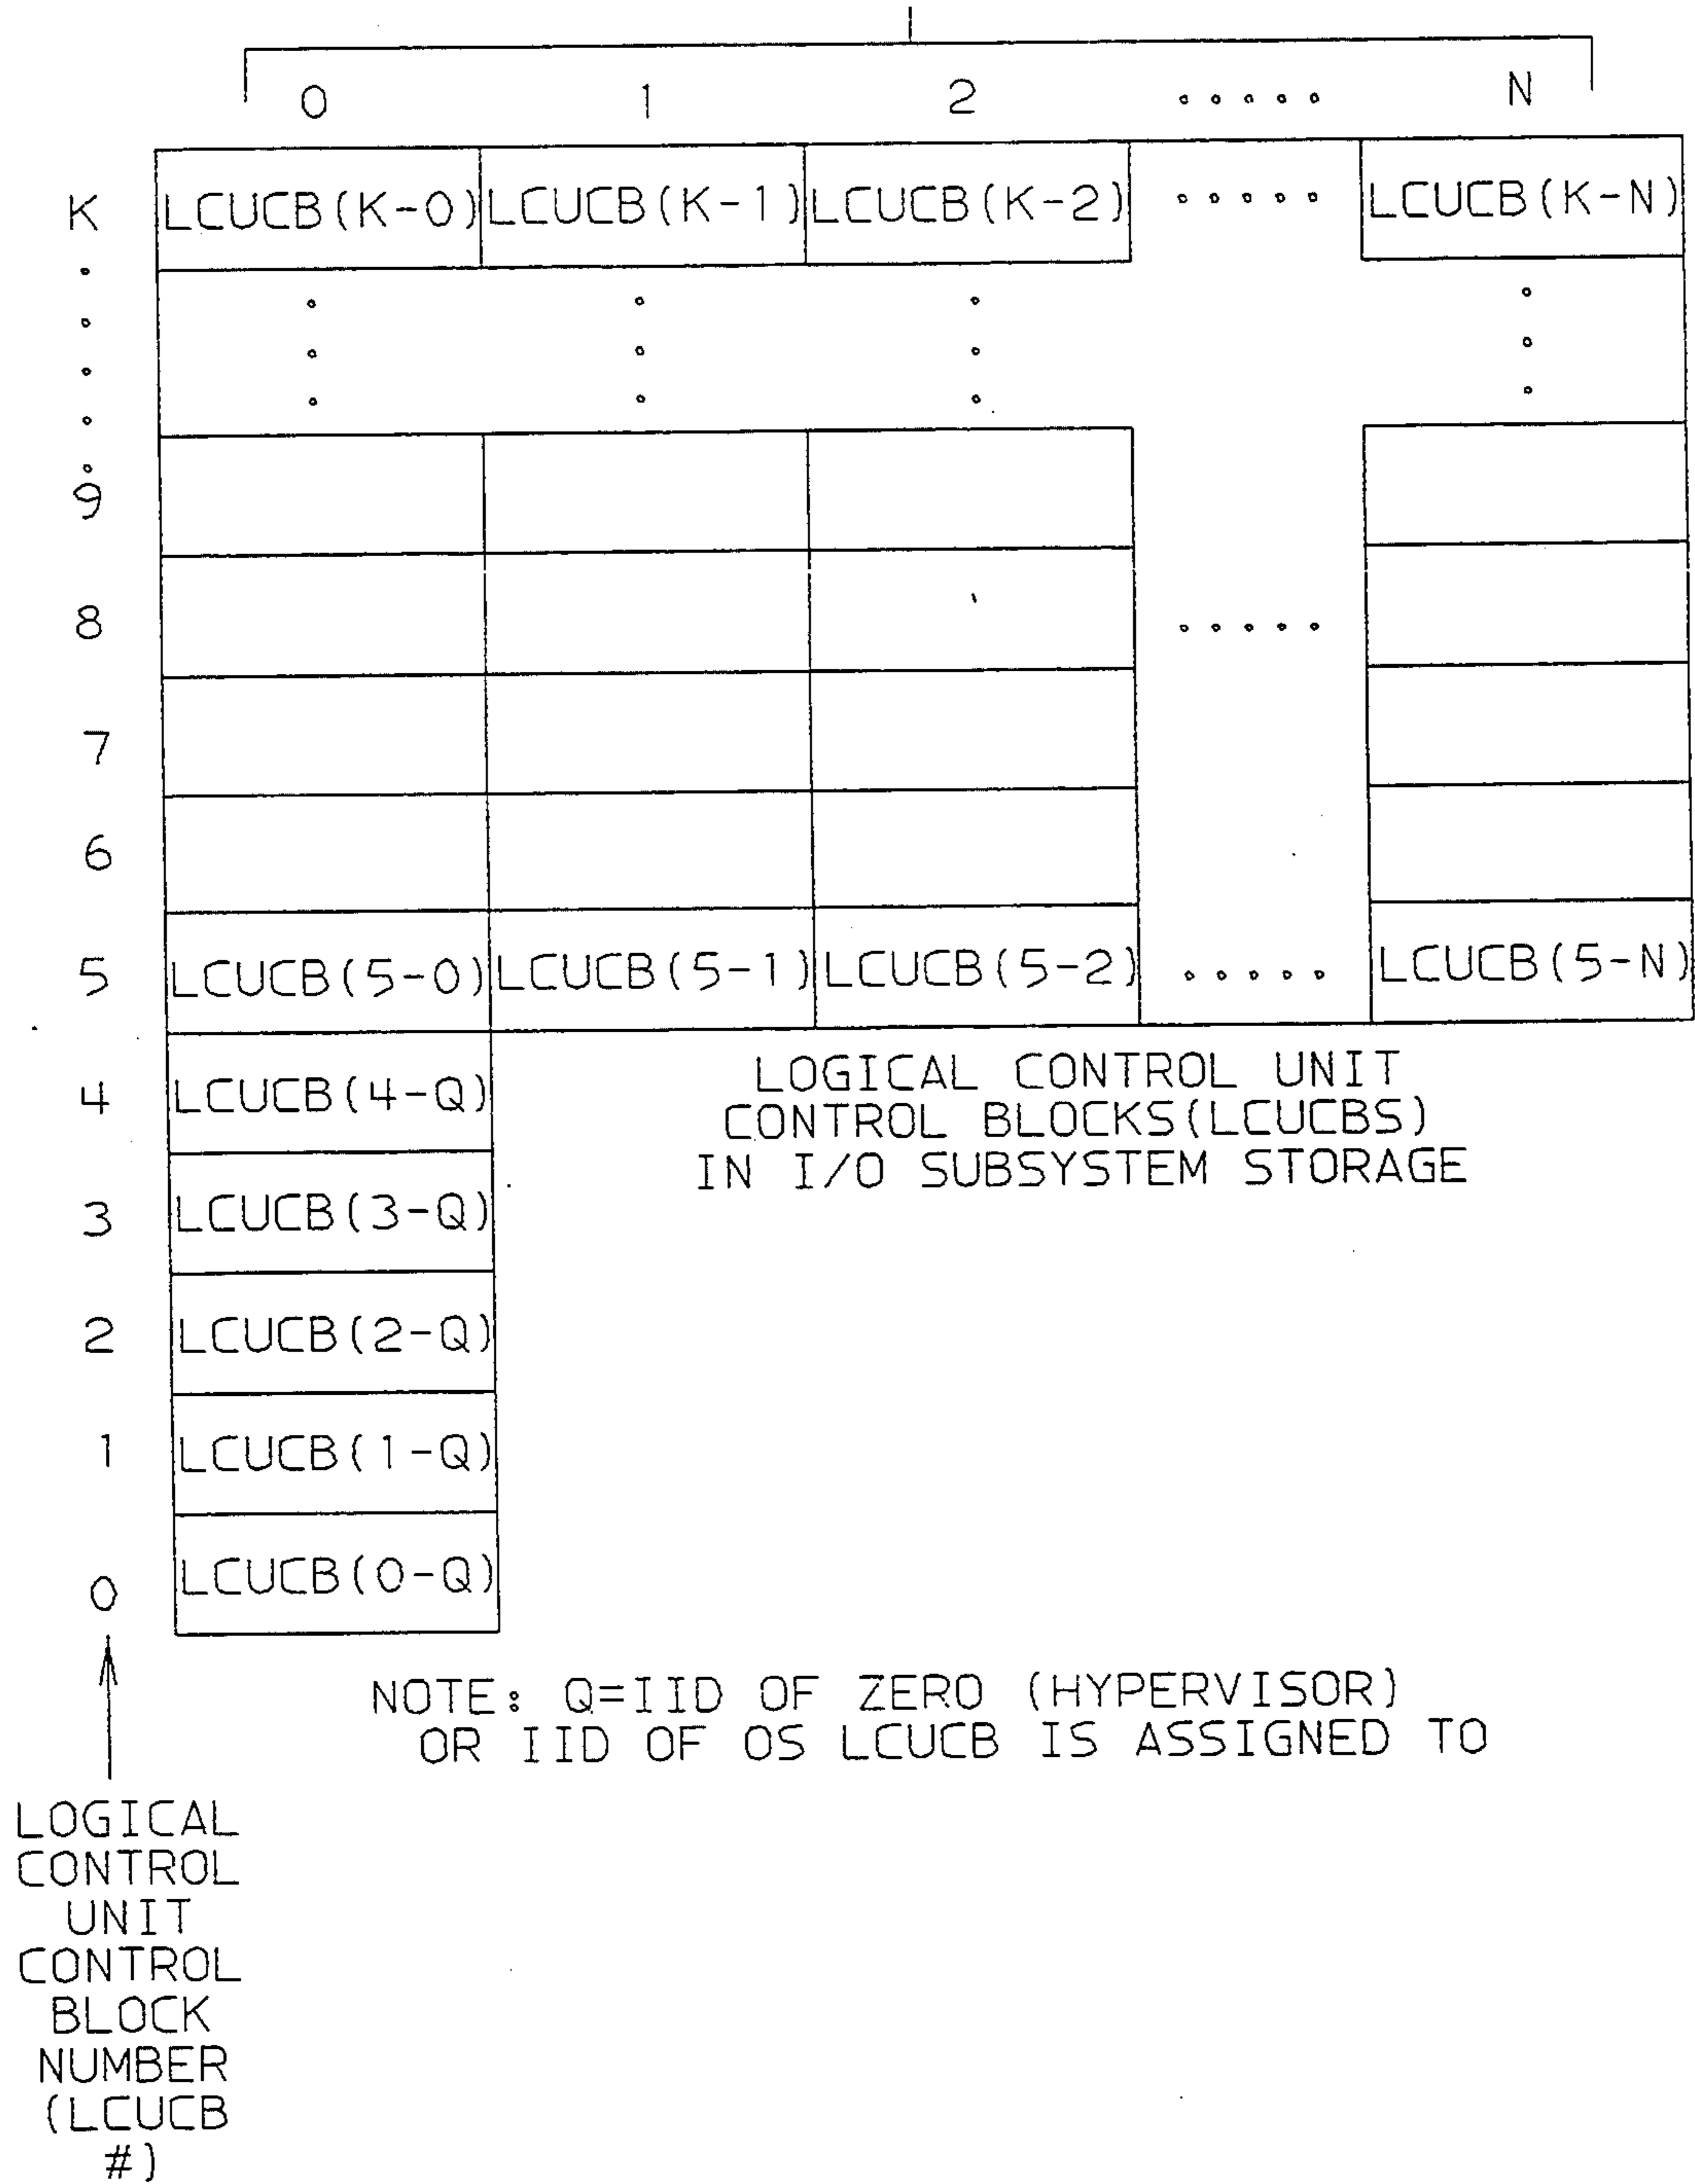 0 1 2 ..... N
K LCUCB(K-0) LCUCB(K-1) LCUCB(K-2) ..... LCUCB(K-N)
9
8 .....
7
6
5 LCUCB(5-0) LCUCB(5-1) LCUCB(5-2) ..... LCUCB(5-N)
4 LCUCB(4-Q)
3 LCUCB(3-Q)
2 LCUCB(2-Q)
1 LCUCB(1-Q)
0 LCUCB(0-Q)
LOGICAL CONTROL UNIT
CONTROL BLOCKS(LCUCBS)
IN I/O SUBSYSTEM STORAGE
NOTE: Q=IID OF ZERO (HYPERVISOR)
OR IID OF OS LCUCB IS ASSIGNED TO
LOGICAL
CONTROL
UNIT
CONTROL
BLOCK
NUMBER
(LCUCB
#)